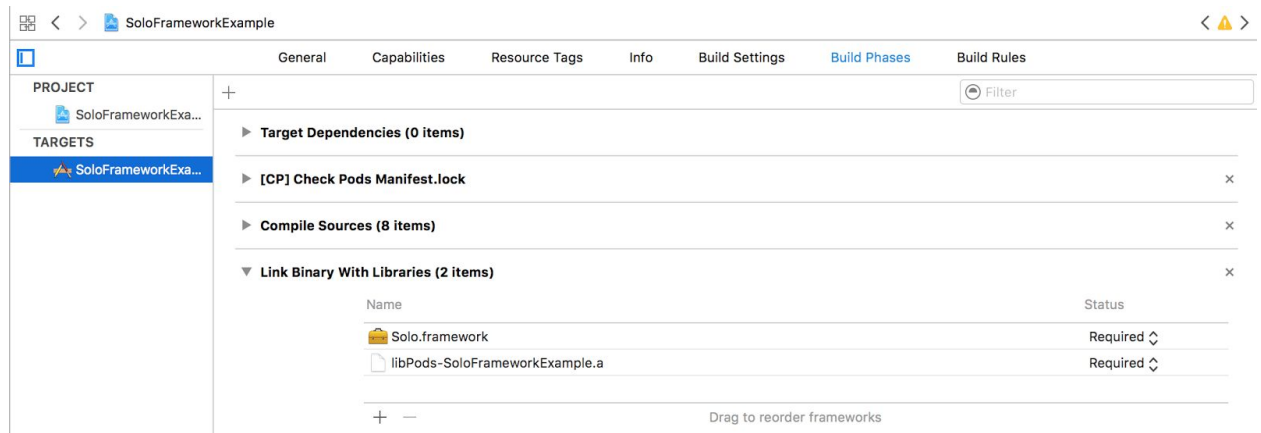 SoloFrameworkExample
General Capabilities Resource Tags Info Build Settings Build Phases Build Rules
PROJECT
SoloFrameworkExa...
TARGETS
SoloFrameworkExa...
Filter
Target Dependencies (0 items)
[CP] Check Pods Manifest.lock
Compile Sources (8 items)
Link Binary With Libraries (2 items)
Name Status
Solo.framework Required
libPods-SoloFrameworkExample.a Required
Drag to reorder frameworks